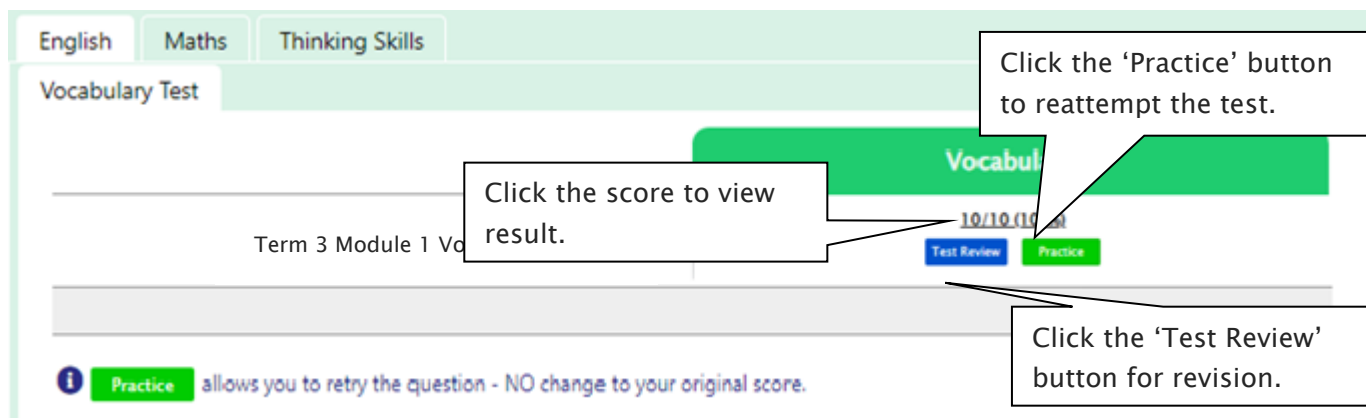 English Maths Thinking Skills
Click the ‘Practice’ button
to reattempt the test.
Vocabulary Test
Click the score to view
result.
Term 3 Module 1
10/10
Test Review Practice
Click the ‘Test Review’
button for revision.
Practice allows you to retry the question - NO change to your original score.